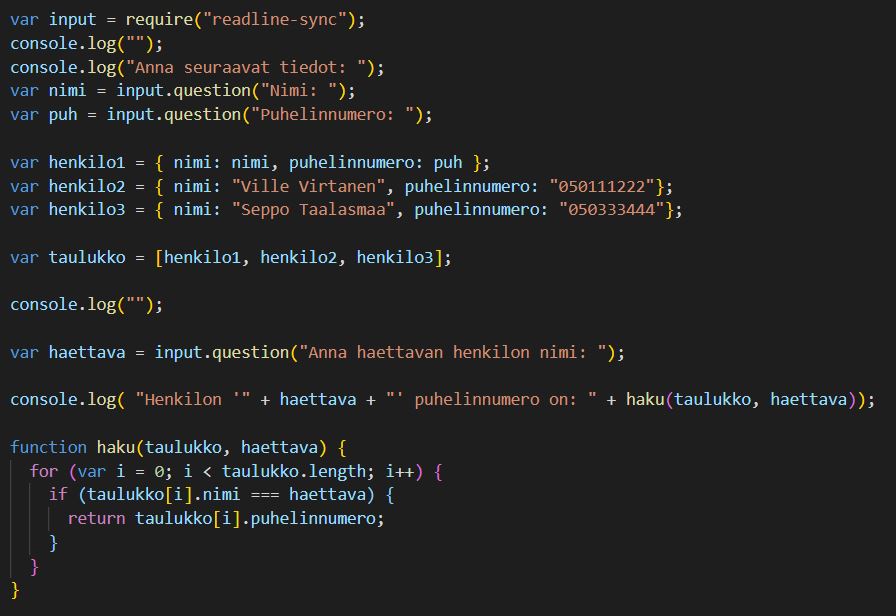 var input = require("readline-sync");
console.log("");
console.log("Anna seuraavat tiedot: ");
var nimi = input.question("Nimi: ");
var puh = input.question("Puhelinnumero: ");
var henkilo1 = { nimi: nimi, puhelinnumero: puh };
var henkilo2 = { nimi: "Ville Virtanen", puhelinnumero: "050111222"};
var henkilo3 = { nimi: "Seppo Taalasmaa", puhelinnumero: "050333444"};
var taulukko = [henkilo1, henkilo2, henkilo3];
console.log("");
var haettava = input.question("Anna haettavan henkilon nimi: ");
console.log( "Henkilon '" + haettava + "' puhelinnumero on: " + haku(taulukko, haettava));
function haku(taulukko, haettava) {
  for (var i = 0; i < taulukko.length; i++) {
    if (taulukko[i].nimi === haettava) {
      return taulukko[i].puhelinnumero;
    }
  }
}